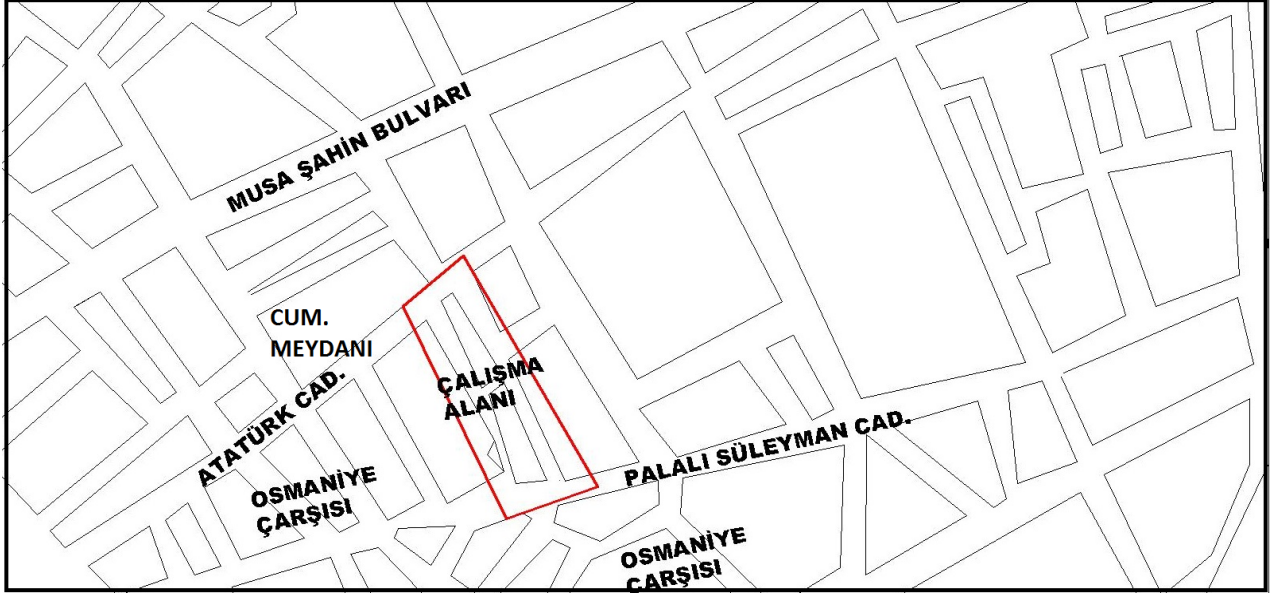 MUSA ŞAHİN BULVARI
CUM.
MEYDANI
ÇALIŞMA
ALANI
ATATÜRK CAD.
PALALI SÜLEYMAN CAD.
OSMANİYE
ÇARŞISI
OSMANİYE
ÇARŞISI